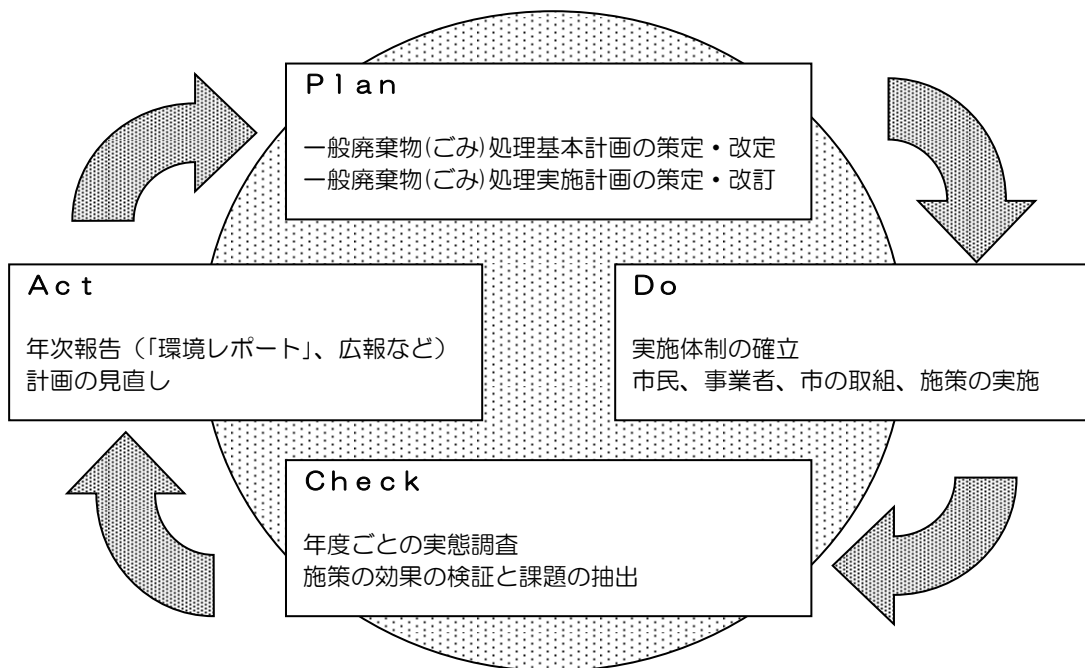 Ｐｌａｎ
一般廃棄物(ごみ)処理基本計画の策定・改定
一般廃棄物(ごみ)処理実施計画の策定・改訂
Ａｃｔ
年次報告（「環境レポート」、広報など）
計画の見直し
Ｄｏ
実施体制の確立
市民、事業者、市の取組、施策の実施
Ｃｈｅｃｋ
年度ごとの実態調査
施策の効果の検証と課題の抽出